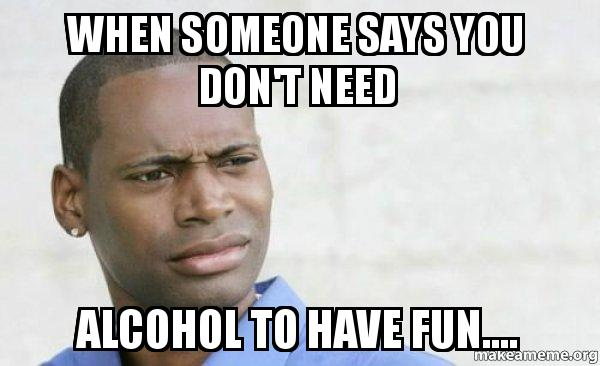 WHEN SOMEONE SAYS YOU
DON'T NEED
ALCOHOL TO HAVE FUN....
makeameme.org